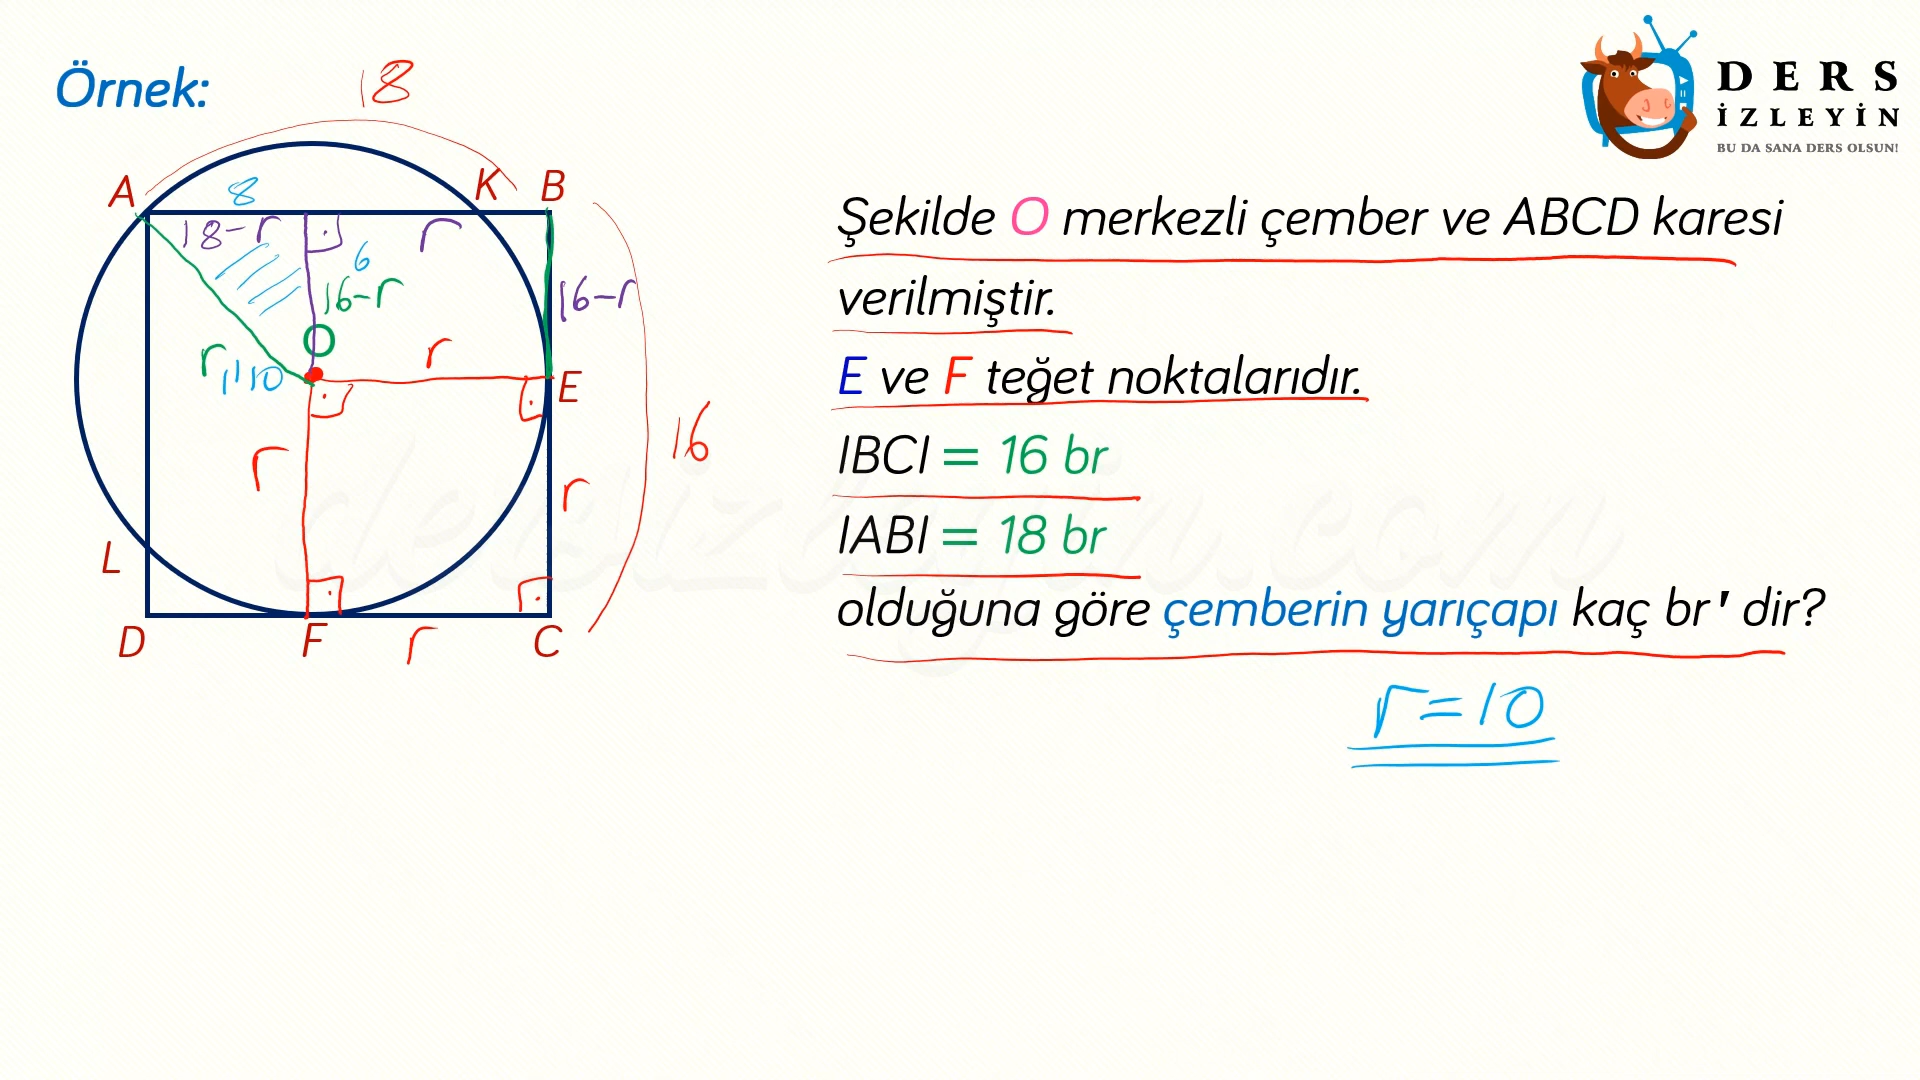 Örnek:
18
DERS
İZLEYİN
BU DA SANA DERS OLSUN!
A
8
K
B
18-r
r
6
16-r
16-r
O
r
r
10
E
16
r
r
L
D
F
r
C
Şekilde O merkezli çember ve ABCD karesi
verilmiştir.
E ve F teğet noktalarıdır.
IBCI = 16 br
IABI = 18 br
olduğuna göre çemberin yarıçapı kaç br' dir?
r=10
dersizleyin.com